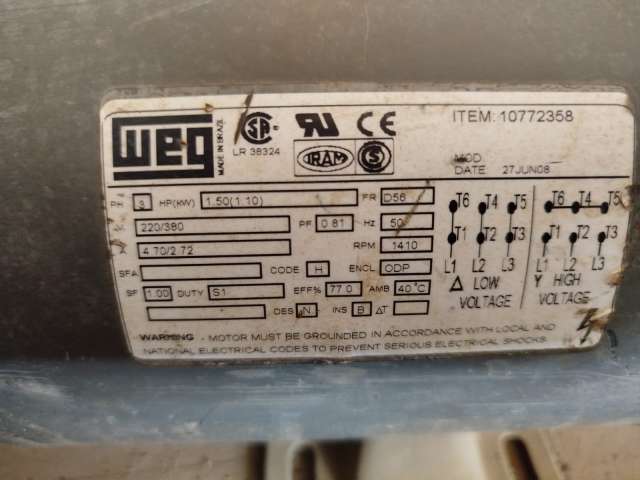 WEG
MADE IN BRAZIL
LR 38324
IRAM
S
CE
ITEM: 10772358
MOD
DATE 27JUN08
PH 3 HP(kW) 1.50(1.10) FR D56
V 220/380 PF 0.81 Hz 50
A 4.70/2.72 RPM 1410
SFA CODE H ENCL ODP
SF 1.00 DUTY S1 EFF% 77.0 AMB 40°C
DES N INS B ΔT
T6 T4 T5
T1 T2 T3
L1 L2 L3
Δ LOW
VOLTAGE
T6 T4 T5
T1 T2 T3
L1 L2 L3
Y HIGH
VOLTAGE
WARNING - MOTOR MUST BE GROUNDED IN ACCORDANCE WITH LOCAL AND
NATIONAL ELECTRICAL CODES TO PREVENT SERIOUS ELECTRICAL SHOCKS.